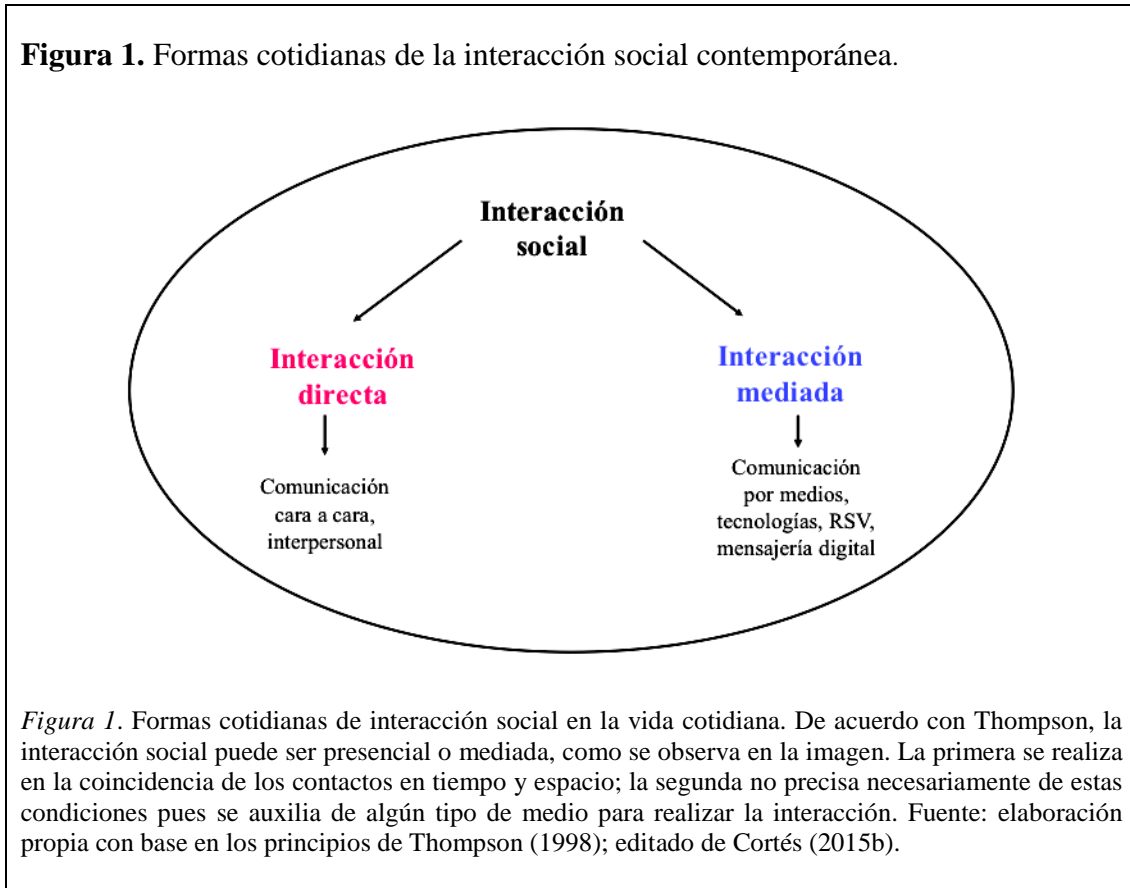 Figura 1. Formas cotidianas de la interacción social contemporánea.
Interacción
social
Interacción
directa
Comunicación
cara a cara,
interpersonal
Interacción
mediada
Comunicación
por medios,
tecnologías, RSV,
mensajería digital
Figura 1. Formas cotidianas de interacción social en la vida cotidiana. De acuerdo con Thompson, la
interacción social puede ser presencial o mediada, como se observa en la imagen. La primera se realiza
en la coincidencia de los contactos en tiempo y espacio; la segunda no precisa necesariamente de estas
condiciones pues se auxilia de algún tipo de medio para realizar la interacción. Fuente: elaboración
propia con base en los principios de Thompson (1998); editado de Cortés (2015b).